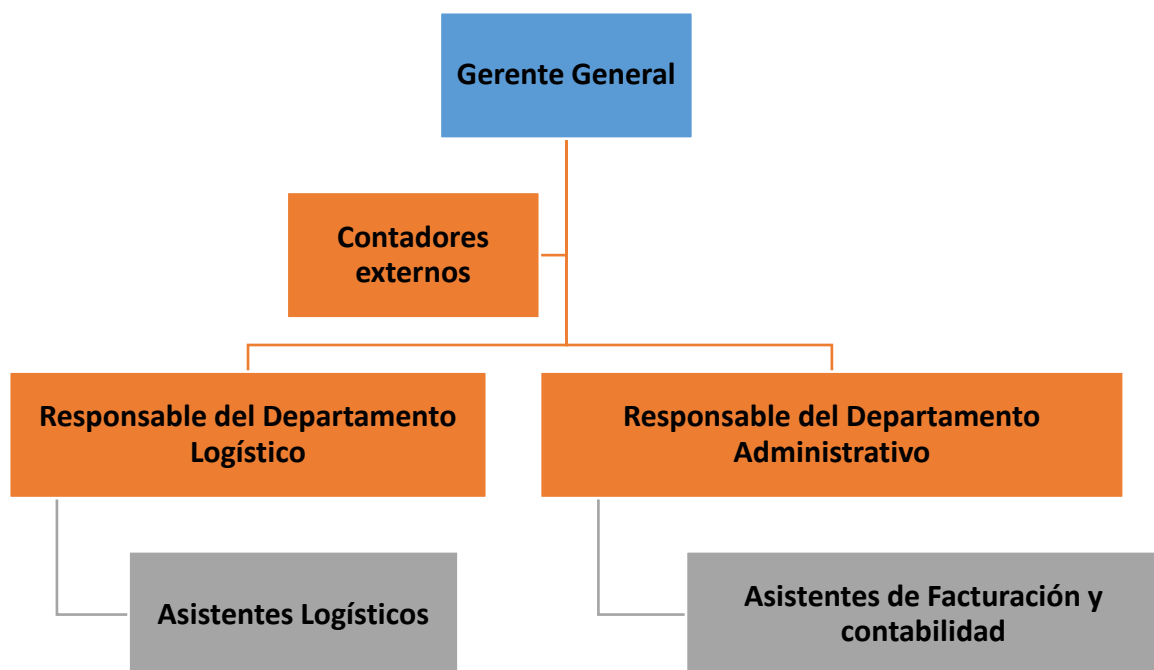 Gerente General
Contadores
externos
Responsable del Departamento
Logístico
Responsable del Departamento
Administrativo
Asistentes Logísticos
Asistentes de Facturación y
contabilidad